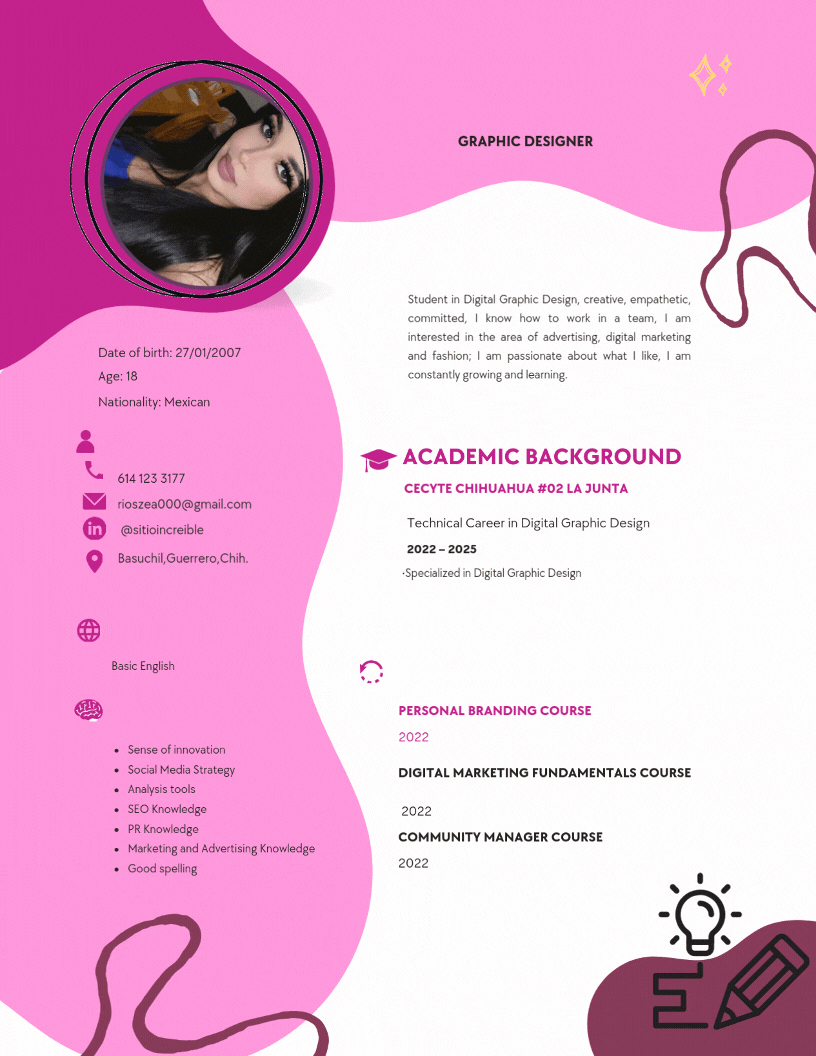 GRAPHIC DESIGNER
Student in Digital Graphic Design, creative, empathetic,
committed, I know how to work in a team, I am
interested in the area of advertising, digital marketing
and fashion; I am passionate about what I like, I am
constantly growing and learning.
Date of birth: 27/01/2007
Age: 18
Nationality: Mexican
614 123 3177
rioszea000@gmail.com
in
@sitioincreible
Basuchil,Guerrero,Chih.
Basic English
• Sense of innovation
• Social Media Strategy
• Analysis tools
• SEO Knowledge
• PR Knowledge
• Marketing and Advertising Knowledge
• Good spelling
ACADEMIC BACKGROUND
CECYTE CHIHUAHUA #02 LA JUNTA
Technical Career in Digital Graphic Design
2022 – 2025
·Specialized in Digital Graphic Design
PERSONAL BRANDING COURSE
2022
DIGITAL MARKETING FUNDAMENTALS COURSE
2022
COMMUNITY MANAGER COURSE
2022